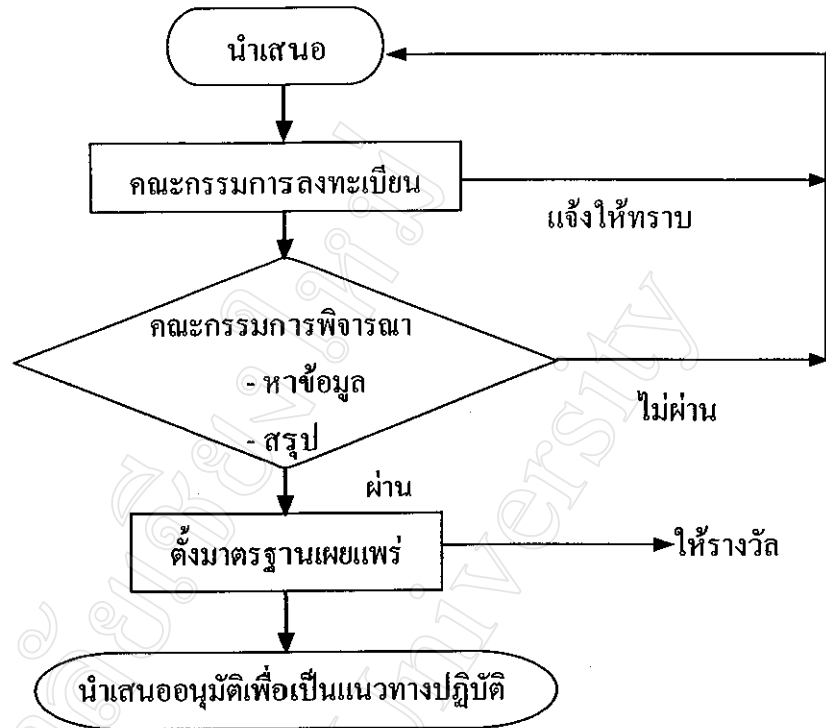 นำเสนอ
คณะกรรมการลงทะเบียน
แจ้งให้ทราบ
คณะกรรมการพิจารณา
- หาข้อมูล
- สรุป
ไม่ผ่าน
ผ่าน
ตั้งมาตรฐานเผยแพร่
ให้รางวัล
นำเสนออนุมัติเพื่อเป็นแนวทางปฏิบัติ
University